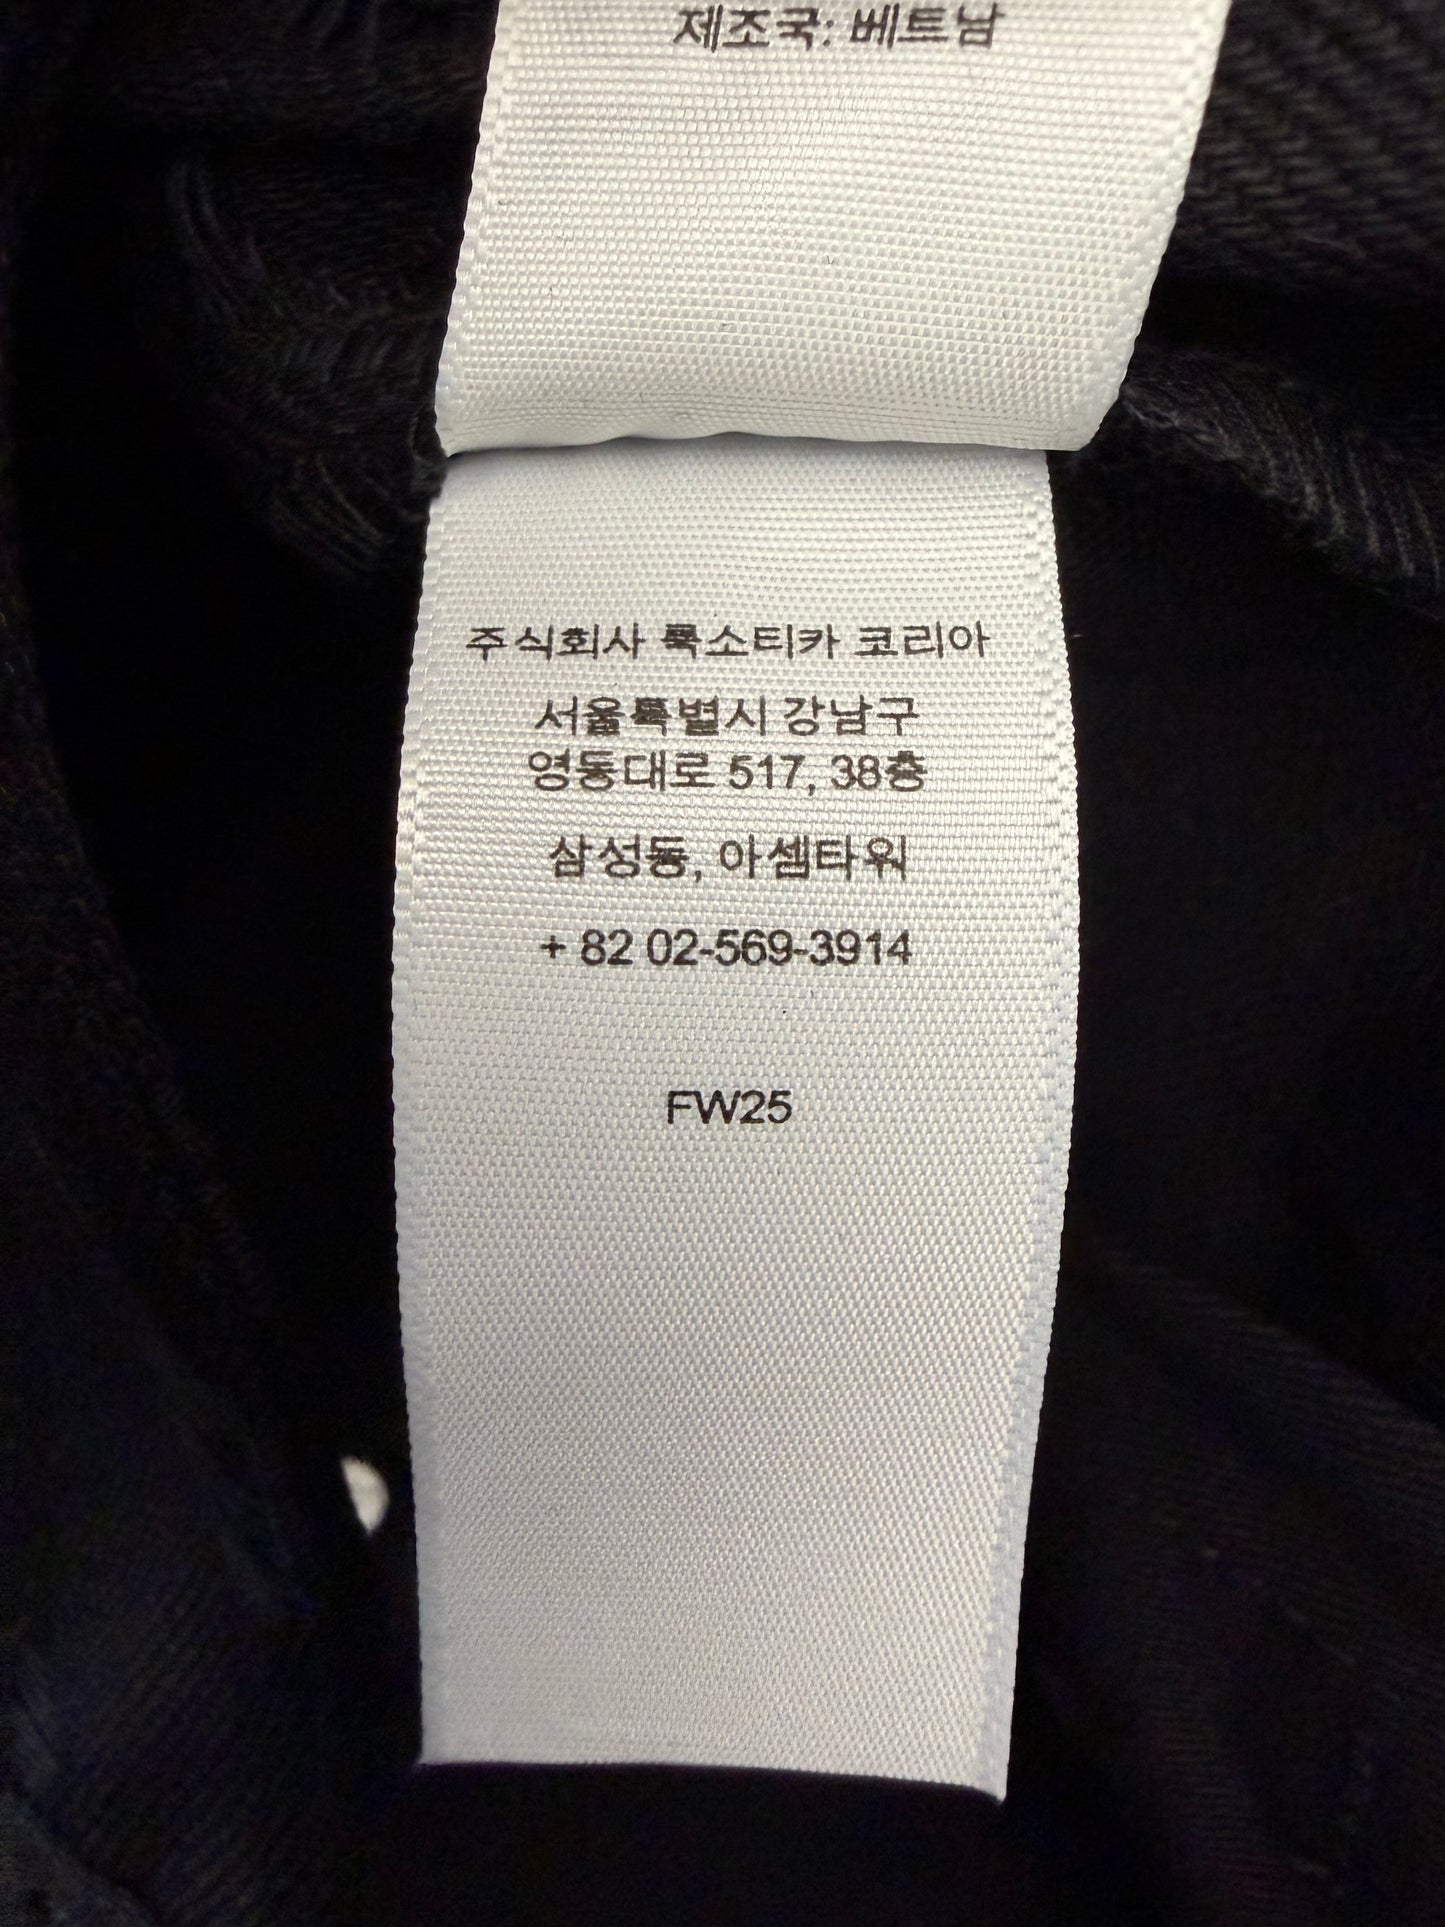 제조국: 베트남
주식회사 룩소티카 코리아
서울특별시 강남구
영동대로 517, 38층
삼성동, 아셈타워
+ 82 02-569-3914
FW25